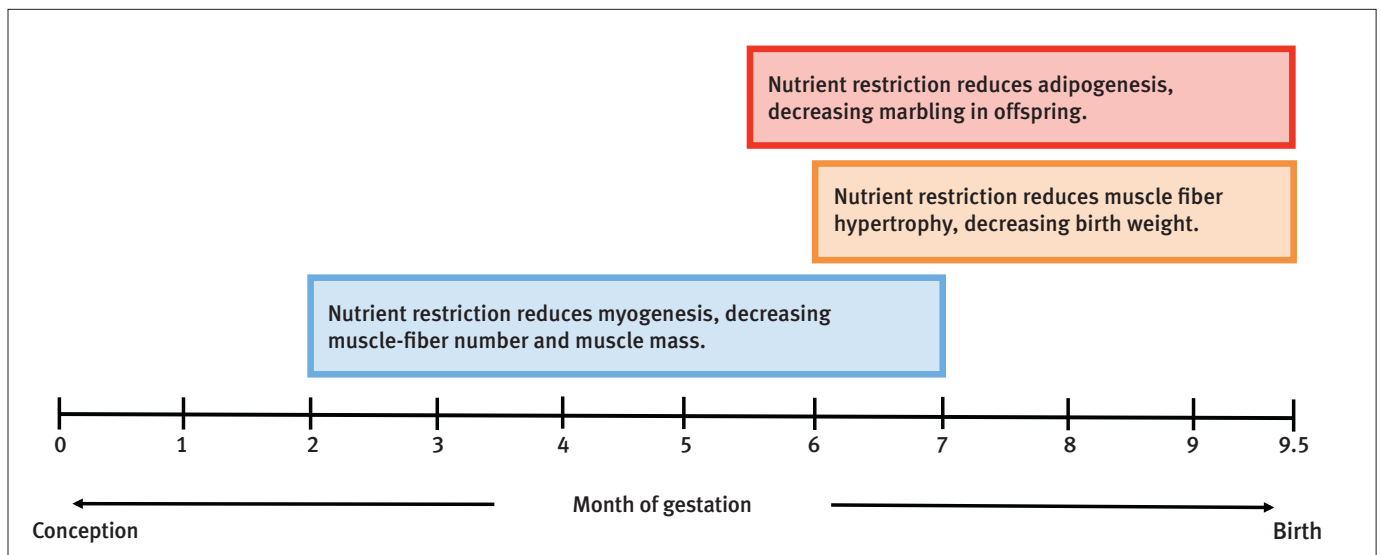 Nutrient restriction reduces adipogenesis,
decreasing marbling in offspring.
Nutrient restriction reduces muscle fiber
hypertrophy, decreasing birth weight.
Nutrient restriction reduces myogenesis, decreasing
muscle-fiber number and muscle mass.
0 1 2 3 4 5 6 7 8 9 9.5
Month of gestation
Conception Birth